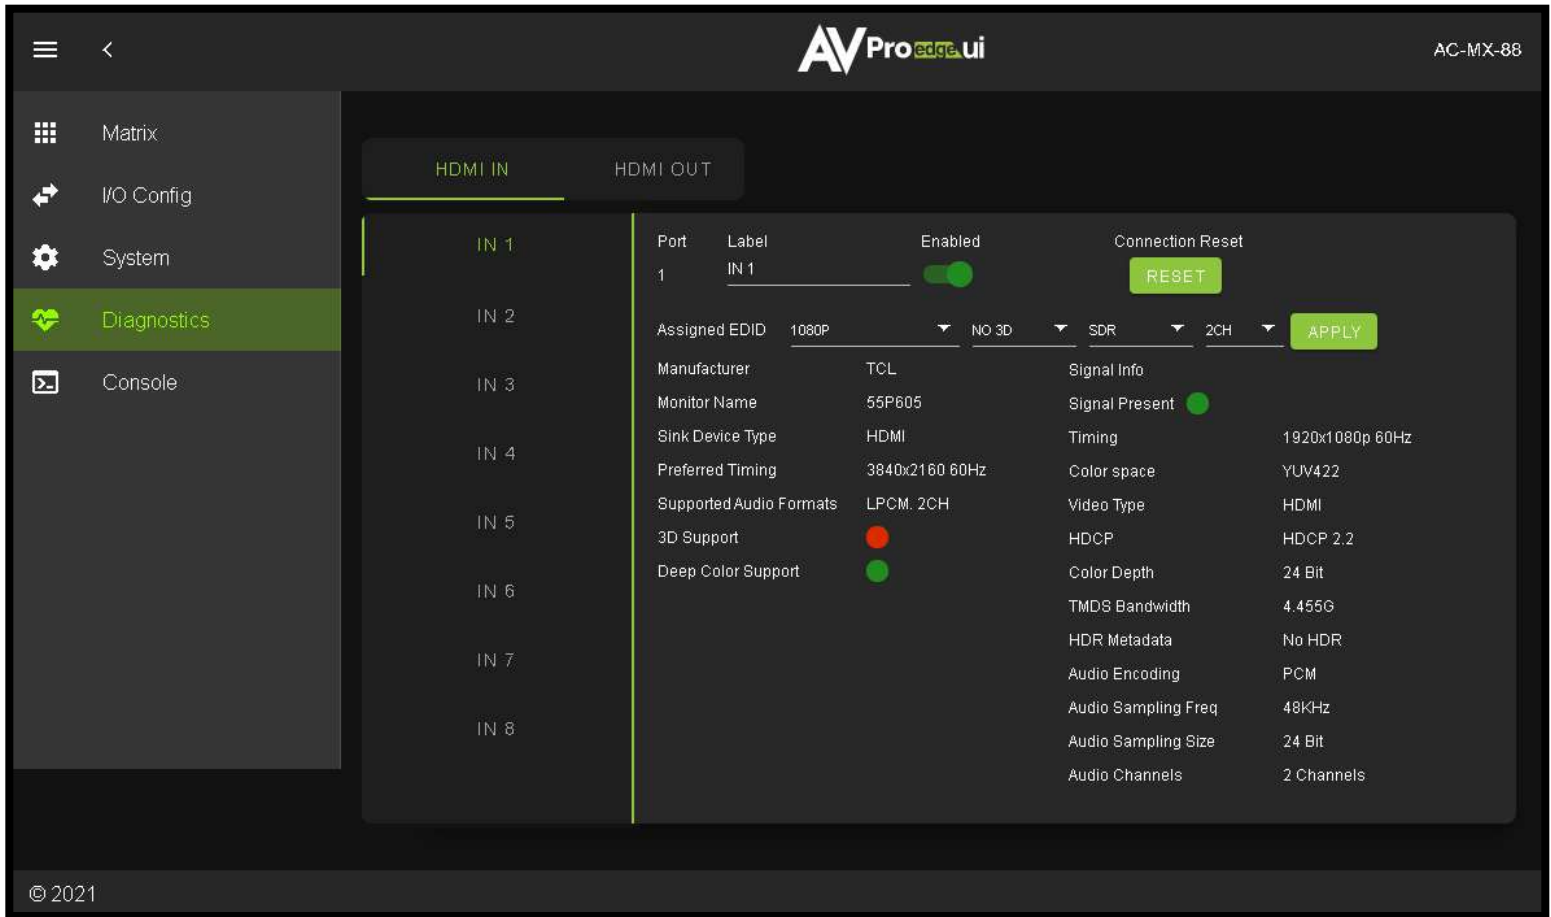 AVProedge.ui
AC-MX-88
Matrix
I/O Config
System
Diagnostics
Console
HDMI IN HDMI OUT
IN 1
IN 2
IN 3
IN 4
IN 5
IN 6
IN 7
IN 8
Port Label Enabled Connection Reset
1 IN 1 RESET
Assigned EDID 1080P NO 3D SDR 2CH APPLY
Manufacturer TCL
Monitor Name 55P605
Sink Device Type HDMI
Preferred Timing 3840x2160 60Hz
Supported Audio Formats LPCM. 2CH
3D Support
Deep Color Support
Signal Info
Signal Present
Timing 1920x1080p 60Hz
Color space YUV422
Video Type HDMI
HDCP HDCP 2.2
Color Depth 24 Bit
TMDS Bandwidth 4.455G
HDR Metadata No HDR
Audio Encoding PCM
Audio Sampling Freq 48KHz
Audio Sampling Size 24 Bit
Audio Channels 2 Channels
© 2021